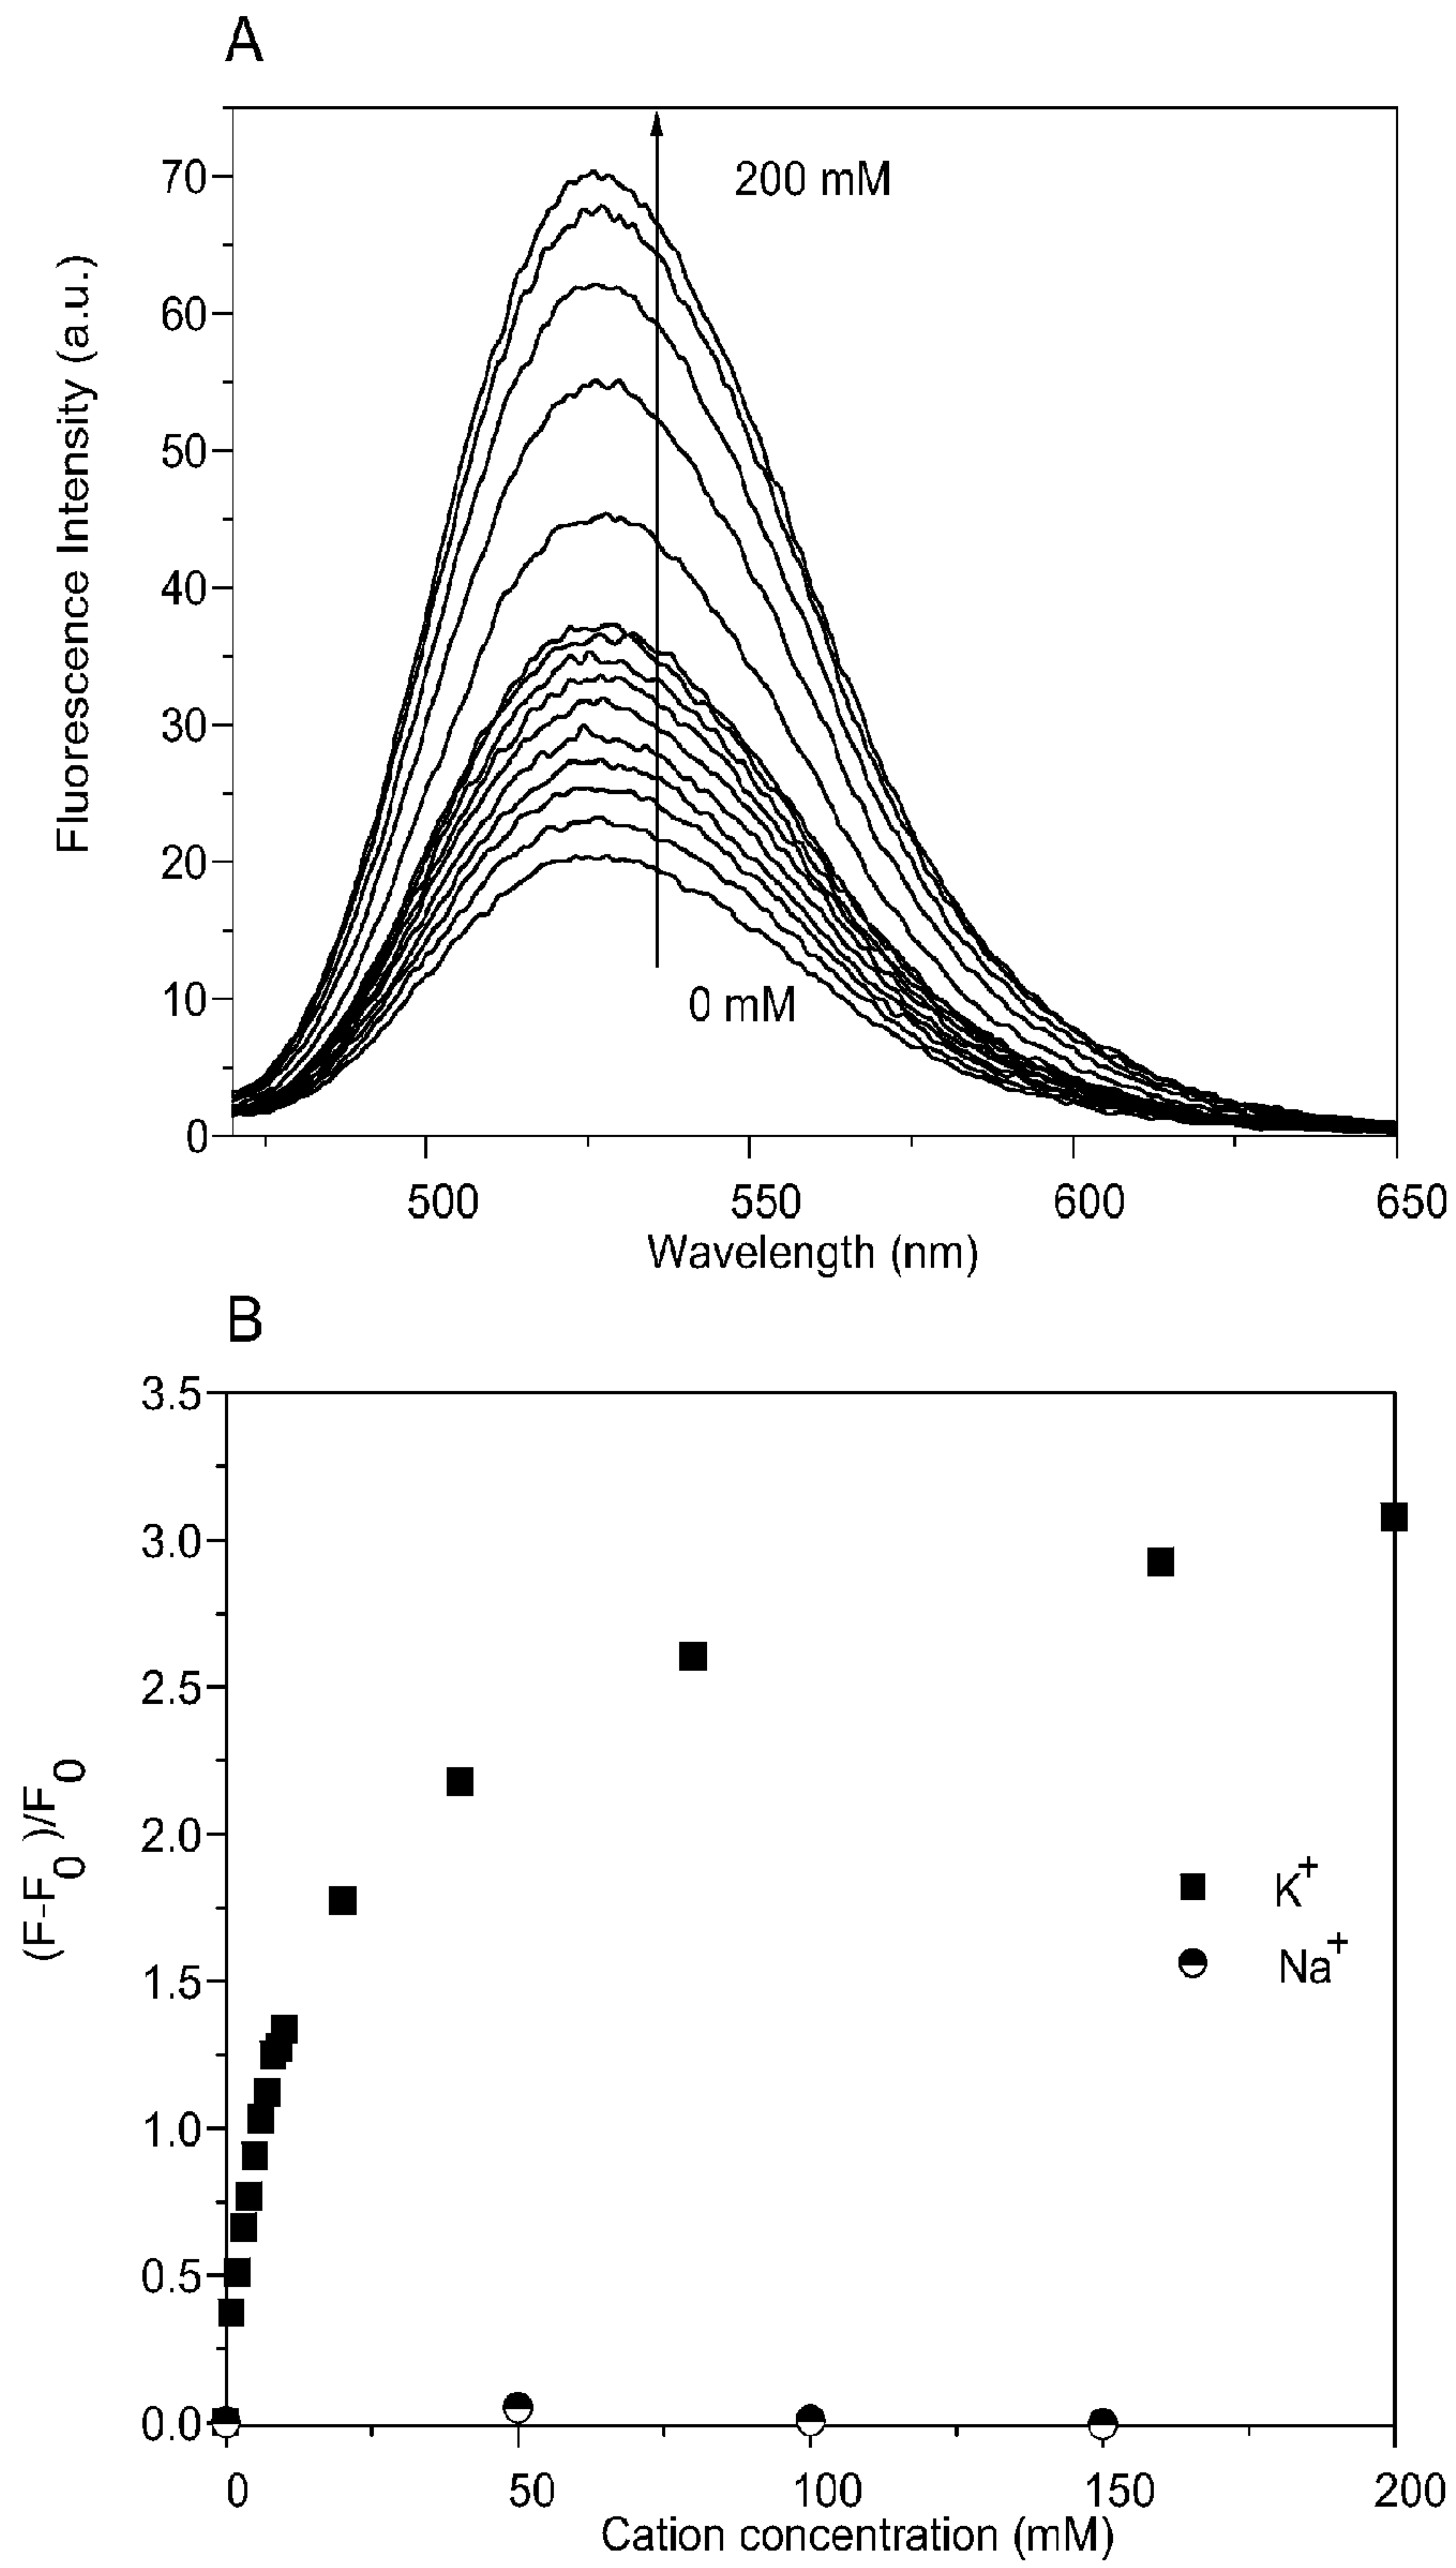 A
70
200 mM
60
50
40
30
20
10
0
0 mM
Fluorescence Intensity (a.u.)
500
550
600
650
Wavelength (nm)
B
3.5
3.0
2.5
2.0
1.5
1.0
0.5
0.0
(F-F0)/F0
K+
Na+
0
50
100
150
200
Cation concentration (mM)